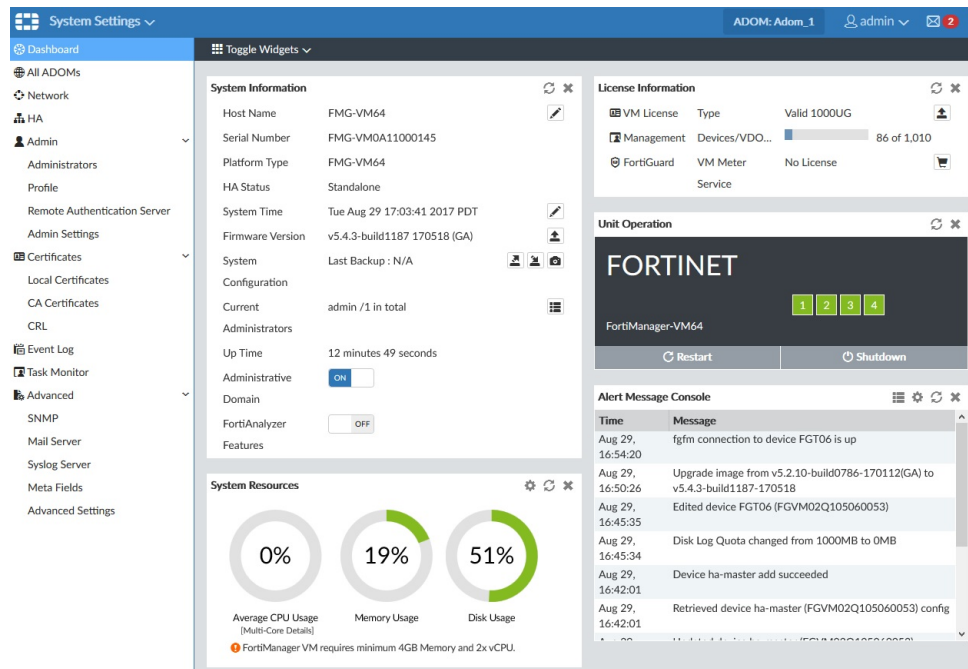 System Settings
ADOM: Adom_1
admin
2
Dashboard
Toggle Widgets
All ADOMs
Network
HA
Admin
Administrators
Profile
Remote Authentication Server
Admin Settings
Certificates
Local Certificates
CA Certificates
CRL
Event Log
Task Monitor
Advanced
SNMP
Mail Server
Syslog Server
Meta Fields
Advanced Settings
System Information
Host Name FMG-VM64
Serial Number FMG-VM0A11000145
Platform Type FMG-VM64
HA Status Standalone
System Time Tue Aug 29 17:03:41 2017 PDT
Firmware Version v5.4.3-build1187 170518 (GA)
System Last Backup : N/A
Configuration
Current admin /1 in total
Administrators
Up Time 12 minutes 49 seconds
Administrative ON
Domain
FortiAnalyzer OFF
Features
System Resources
0% 19% 51%
Average CPU Usage Memory Usage Disk Usage
[Multi-Core Details]
FortiManager VM requires minimum 4GB Memory and 2x vCPU.
License Information
VM License Type Valid 1000UG
Management Devices/VDO... 86 of 1,010
FortiGuard VM Meter No License
Service
Unit Operation
FORTINET
1 2 3 4
FortiManager-VM64
Restart Shutdown
Alert Message Console
Time Message
Aug 29, fgfm connection to device FGT06 is up
16:54:20
Aug 29, Upgrade image from v5.2.10-build0786-170112(GA) to
16:50:26 v5.4.3-build1187-170518
Aug 29, Edited device FGT06 (FGVM02Q105060053)
16:45:35
Aug 29, Disk Log Quota changed from 1000MB to 0MB
16:45:34
Aug 29, Device ha-master add succeeded
16:42:01
Aug 29, Retrieved device ha-master (FGVM02Q105060053) config
16:42:01